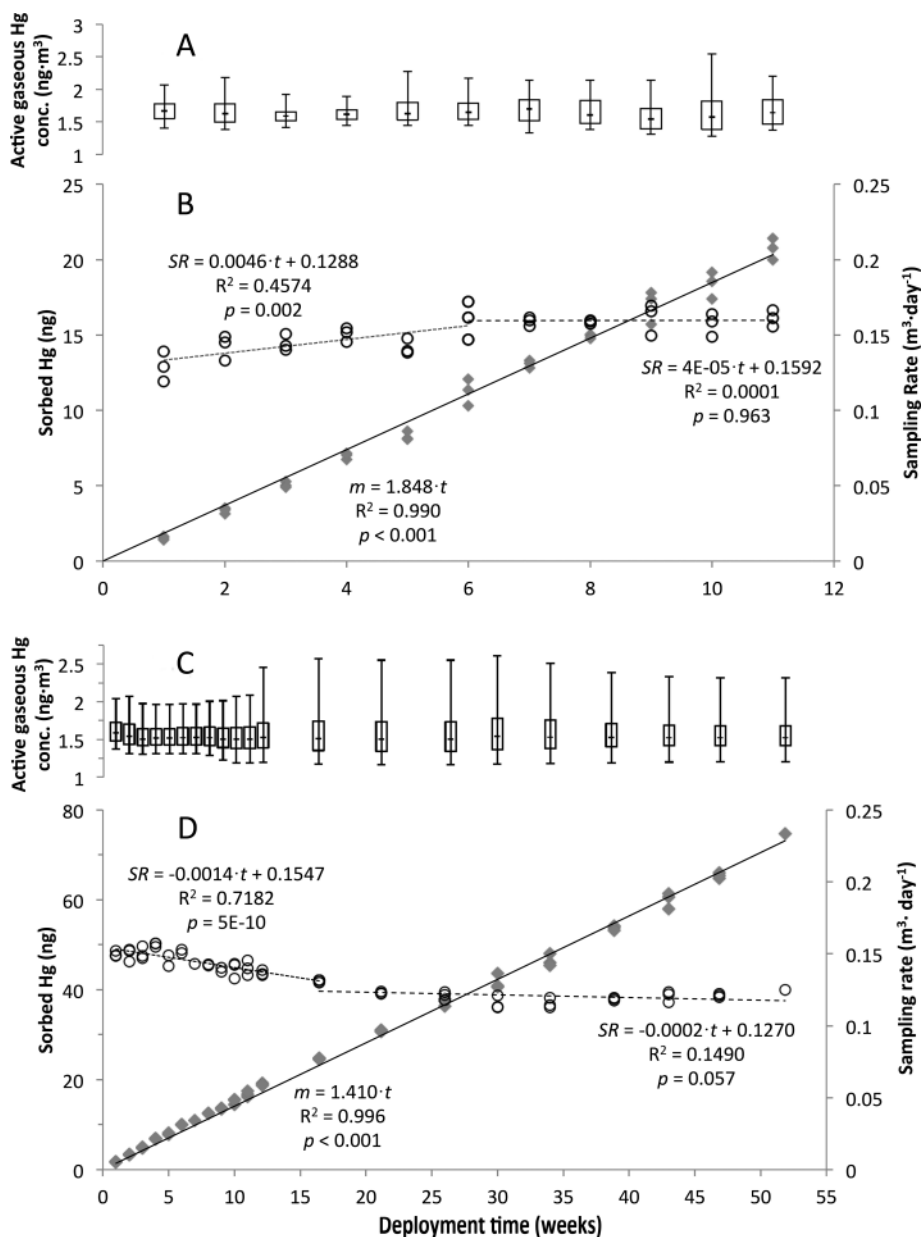 A
Active gaseous Hg
conc. (ng·m³)
3
2.5
2
1.5
1
B
Sorbed Hg (ng)
25
20
15
10
5
0
SR = 0.0046·t + 0.1288
R² = 0.4574
p = 0.002
m = 1.848·t
R² = 0.990
p < 0.001
SR = 4E-05·t + 0.1592
R² = 0.0001
p = 0.963
0.25
0.2
0.15
0.1
0.05
0
Sampling Rate (m³·day⁻¹)
0 2 4 6 8 10 12
C
Active gaseous Hg
conc. (ng·m³)
2.5
2
1.5
1
D
Sorbed Hg (ng)
80
60
40
20
0
SR = -0.0014·t + 0.1547
R² = 0.7182
p = 5E-10
m = 1.410·t
R² = 0.996
p < 0.001
SR = -0.0002·t + 0.1270
R² = 0.1490
p = 0.057
0.25
0.2
0.15
0.1
0.05
0
Sampling rate (m³· day⁻¹)
0 5 10 15 20 25 30 35 40 45 50 55
Deployment time (weeks)